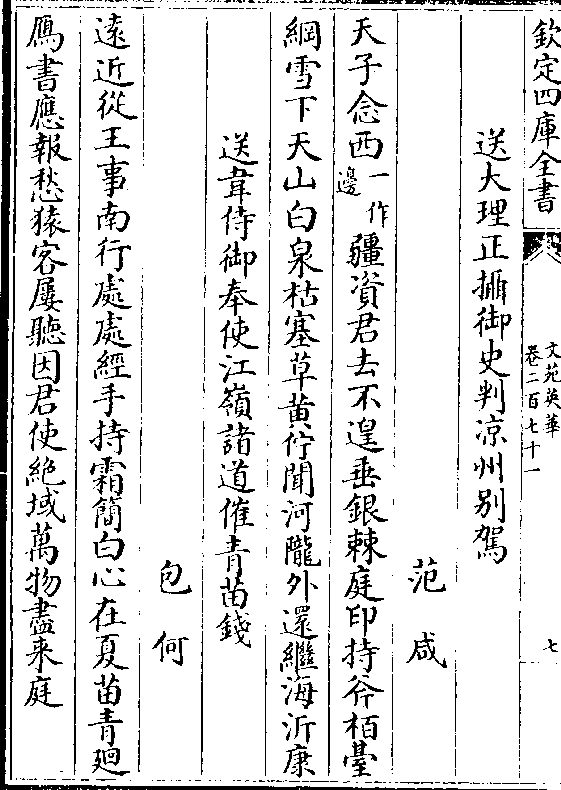 欽定四庫全書
文苑英華
卷二百七十一
七
送大理正攝御史判涼州别駕
范咸
天子念西一作邊疆資君去不遑垂銀棘庭印持斧栢臺
綱雪下天山白泉枯塞草黄佇聞河隴外還繼海沂康
送韋侍御奉使江嶺諸道催青苗錢
包何
逺近從王事南行處處經手持霜簡白心在夏苗青廻
鴈書應報愁猿客屢聽因君使絶域萬物盡来庭